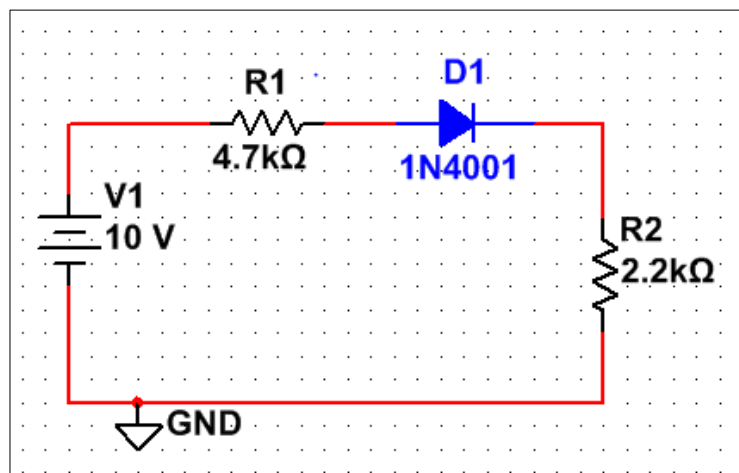 R1
4.7kΩ
D1
1N4001
V1
10 V
R2
2.2kΩ
GND